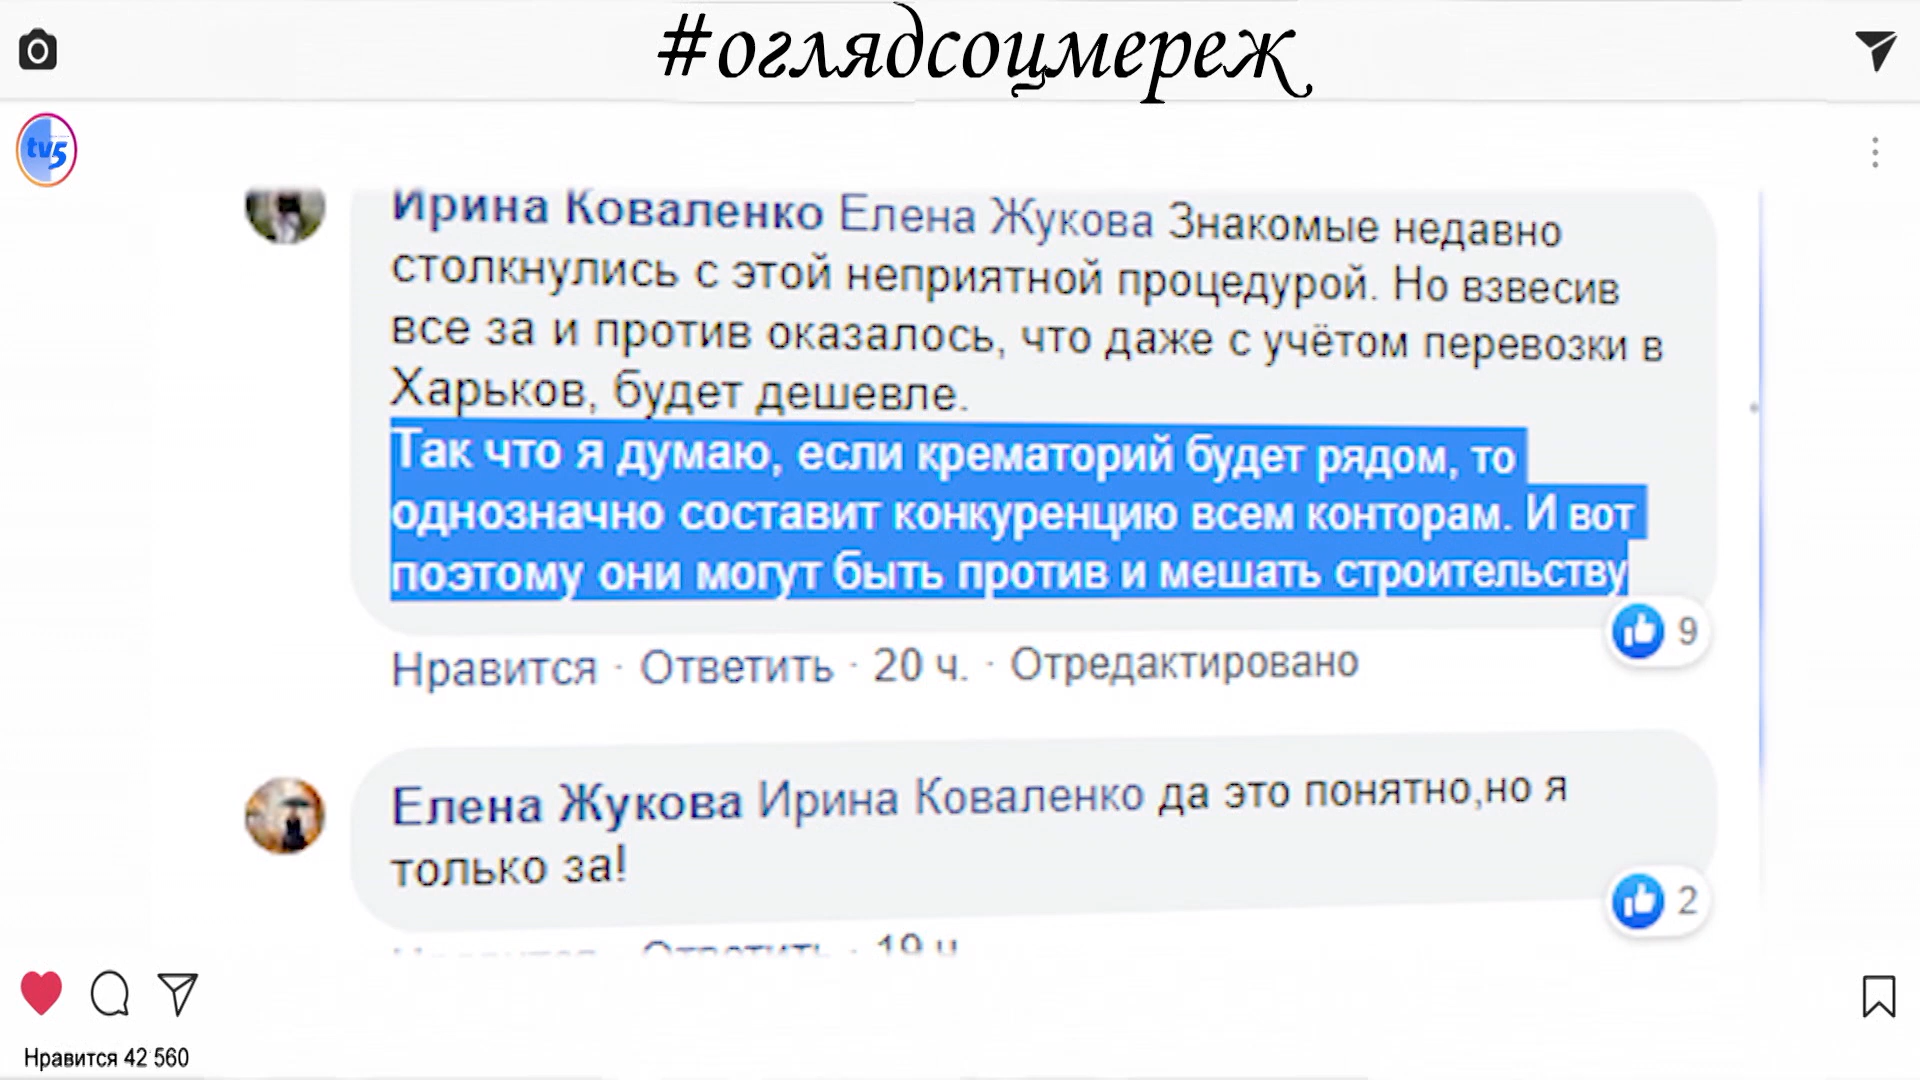 #оглядсоцмереж
tv5
Ирина Коваленко Елена Жукова Знакомые недавно
столкнулись с этой неприятной процедурой. Но взвесив
все за и против оказалось, что даже с учётом перевозки в
Харьков, будет дешевле.
Так что я думаю, если крематорий будет рядом, то
однозначно составит конкуренцию всем конторам. И вот
поэтому они могут быть против и мешать строительству
9
Нравится · Ответить · 20 ч. · Отредактировано
Елена Жукова Ирина Коваленко да это понятно,но я
только за!
2
Нравится · Ответить · 19 ч
Нравится 42 560